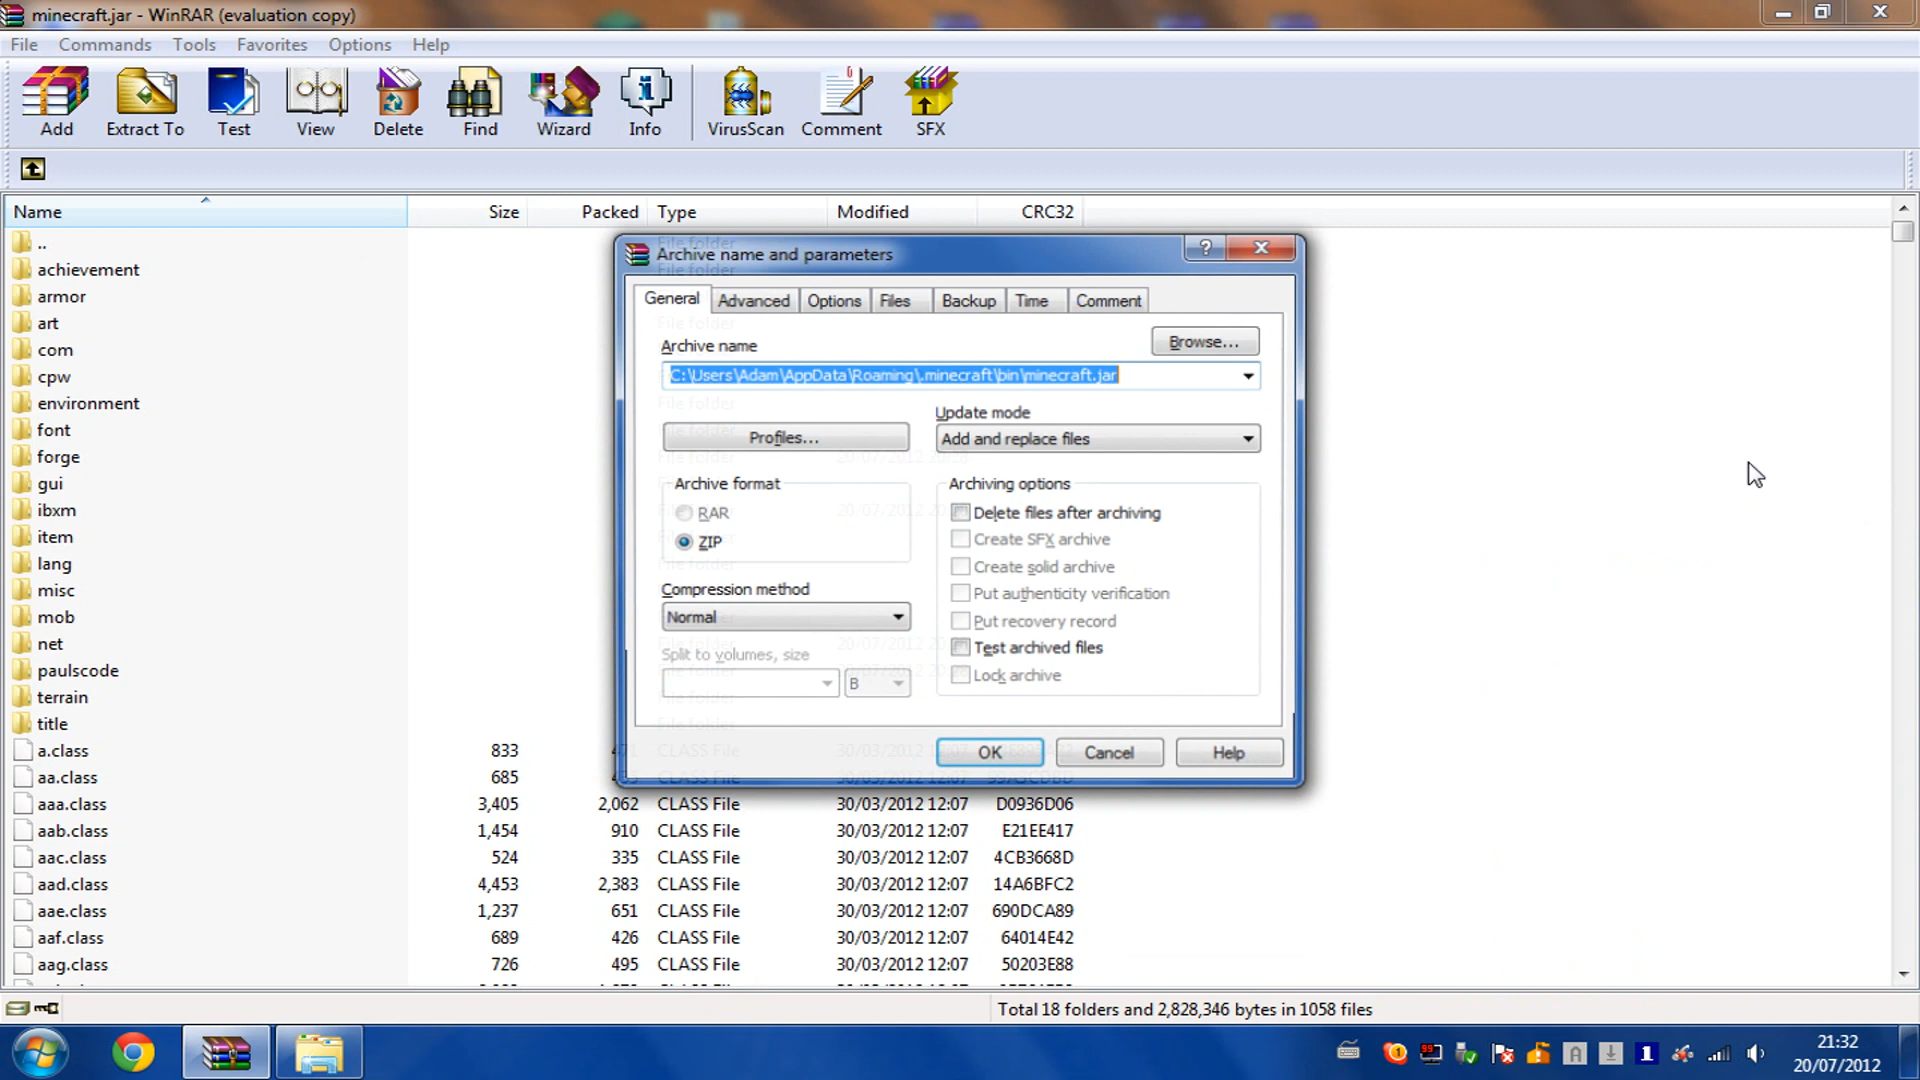 minecraft.jar - WinRAR (evaluation copy)
File Commands Tools Favorites Options Help
Add Extract To Test View Delete Find Wizard Info VirusScan Comment SFX
Name Size Packed Type Modified CRC32
..
achievement
armor
art
com
cpw
environment
font
forge
gui
ibxm
item
lang
misc
mob
net
paulscode
terrain
title
a.class 833
aa.class 685
aaa.class 3,405 2,062 CLASS File 30/03/2012 12:07 D0936D06
aab.class 1,454 910 CLASS File 30/03/2012 12:07 E21EE417
aac.class 524 335 CLASS File 30/03/2012 12:07 4CB3668D
aad.class 4,453 2,383 CLASS File 30/03/2012 12:07 14A6BFC2
aae.class 1,237 651 CLASS File 30/03/2012 12:07 690DCA89
aaf.class 689 426 CLASS File 30/03/2012 12:07 64014E42
aag.class 726 495 CLASS File 30/03/2012 12:07 50203E88
Archive name and parameters
General Advanced Options Files Backup Time Comment
Archive name
Browse...
C:\Users\Adam\AppData\Roaming\.minecraft\bin\minecraft.jar
Profiles...
Update mode
Add and replace files
Archive format
RAR
ZIP
Compression method
Normal
Split to volumes, size
B
Archiving options
Delete files after archiving
Create SFX archive
Create solid archive
Put authenticity verification
Put recovery record
Test archived files
Lock archive
OK Cancel Help
Total 18 folders and 2,828,346 bytes in 1058 files
21:32
20/07/2012